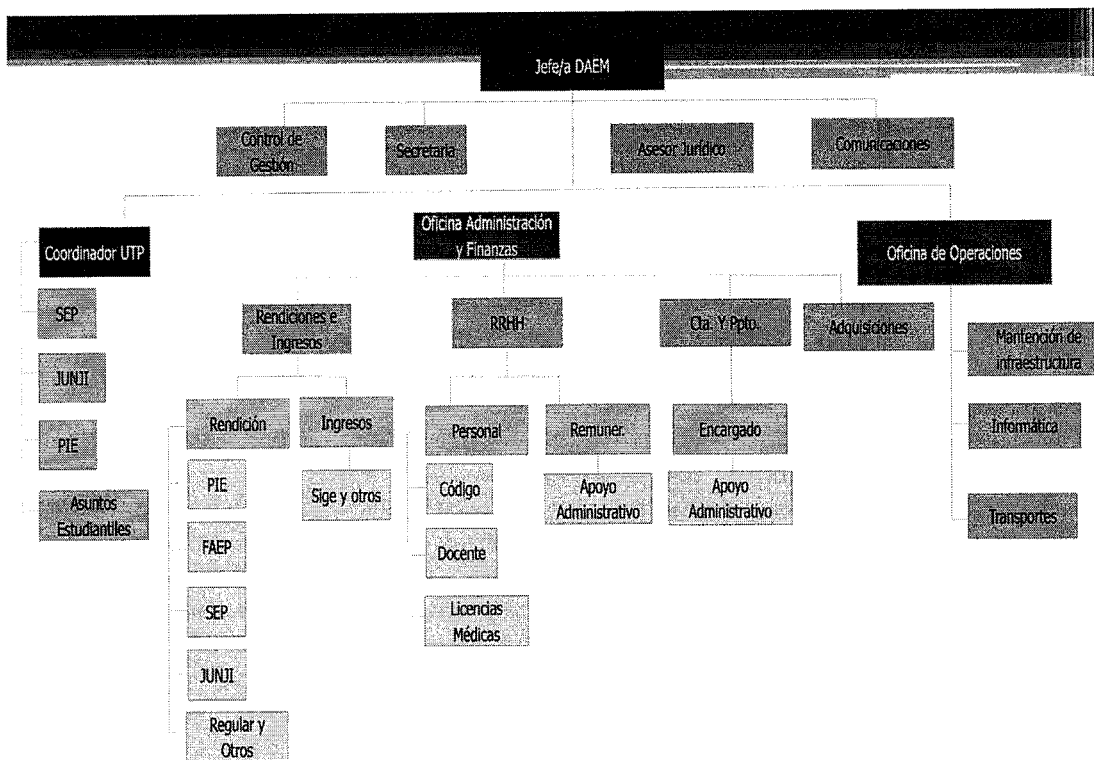 Jefe/a DAEM
Control de
Gestión
Secretaria
Asesor Jurídico
Comunicaciones
Coordinador UTP
Oficina Administración
y Finanzas
Oficina de Operaciones
SEP
JUNJI
PIE
Asuntos
Estudiantiles
Rendiciones e
Ingresos
RRHH
Cta. Y Ppto.
Adquisiciones
Rendición
Ingresos
Personal
Remuner.
Encargado
PIE
FAEP
SEP
JUNJI
Regular y
Otros
Sige y otros
Código
Docente
Licencias
Médicas
Apoyo
Administrativo
Apoyo
Administrativo
Mantención de
infraestructura
Informática
Transportes